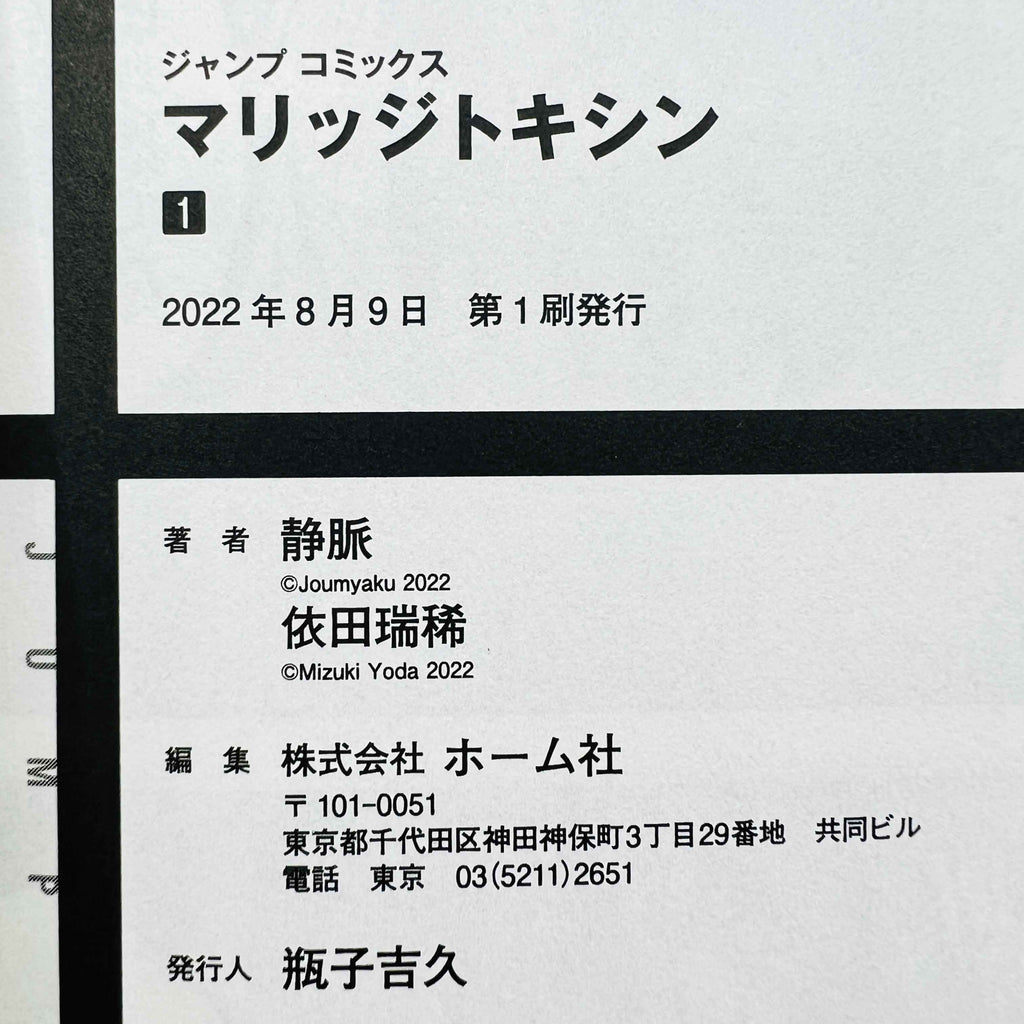 ジャンプ コミックス
マリッジトキシン
1
2022年8月9日　第1刷発行
著　者　静脈
©Joumyaku 2022
依田瑞稀
©Mizuki Yoda 2022
編　集　株式会社 ホーム社
〒101-0051
東京都千代田区神田神保町3丁目29番地　共同ビル
電話　東京　03(5211)2651
発行人　瓶子吉久
JUMP